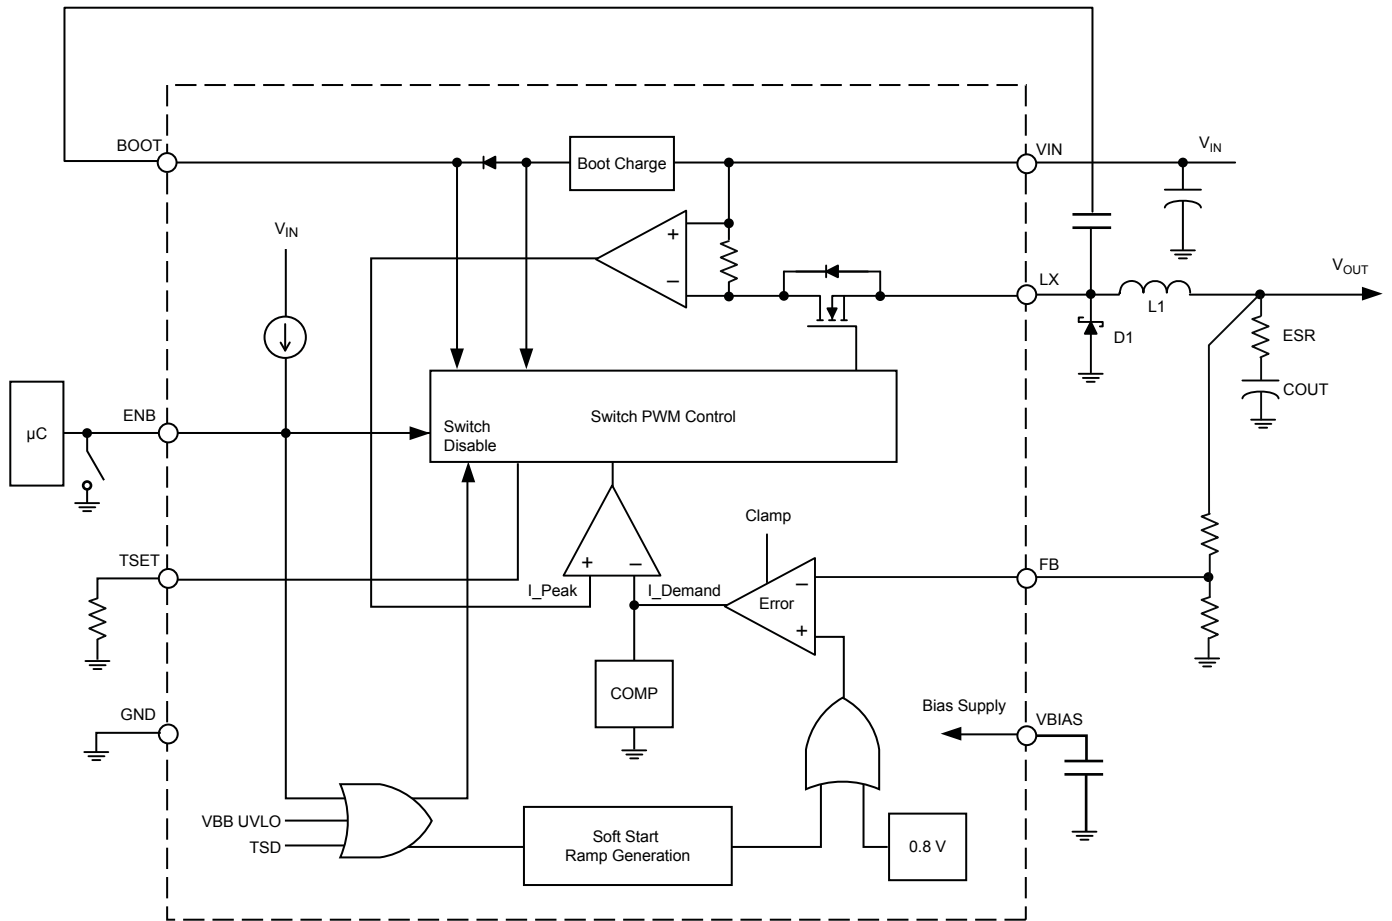 BOOT
Boot Charge
VIN
VIN
VIN
+
−
LX
VOUT
L1
ESR
D1
COUT
µC
ENB
Switch
Disable
Switch PWM Control
Clamp
TSET
+
−
I_Peak
I_Demand
Error
−
+
FB
COMP
GND
Bias Supply
VBIAS
VBB UVLO
TSD
Soft Start
Ramp Generation
0.8 V